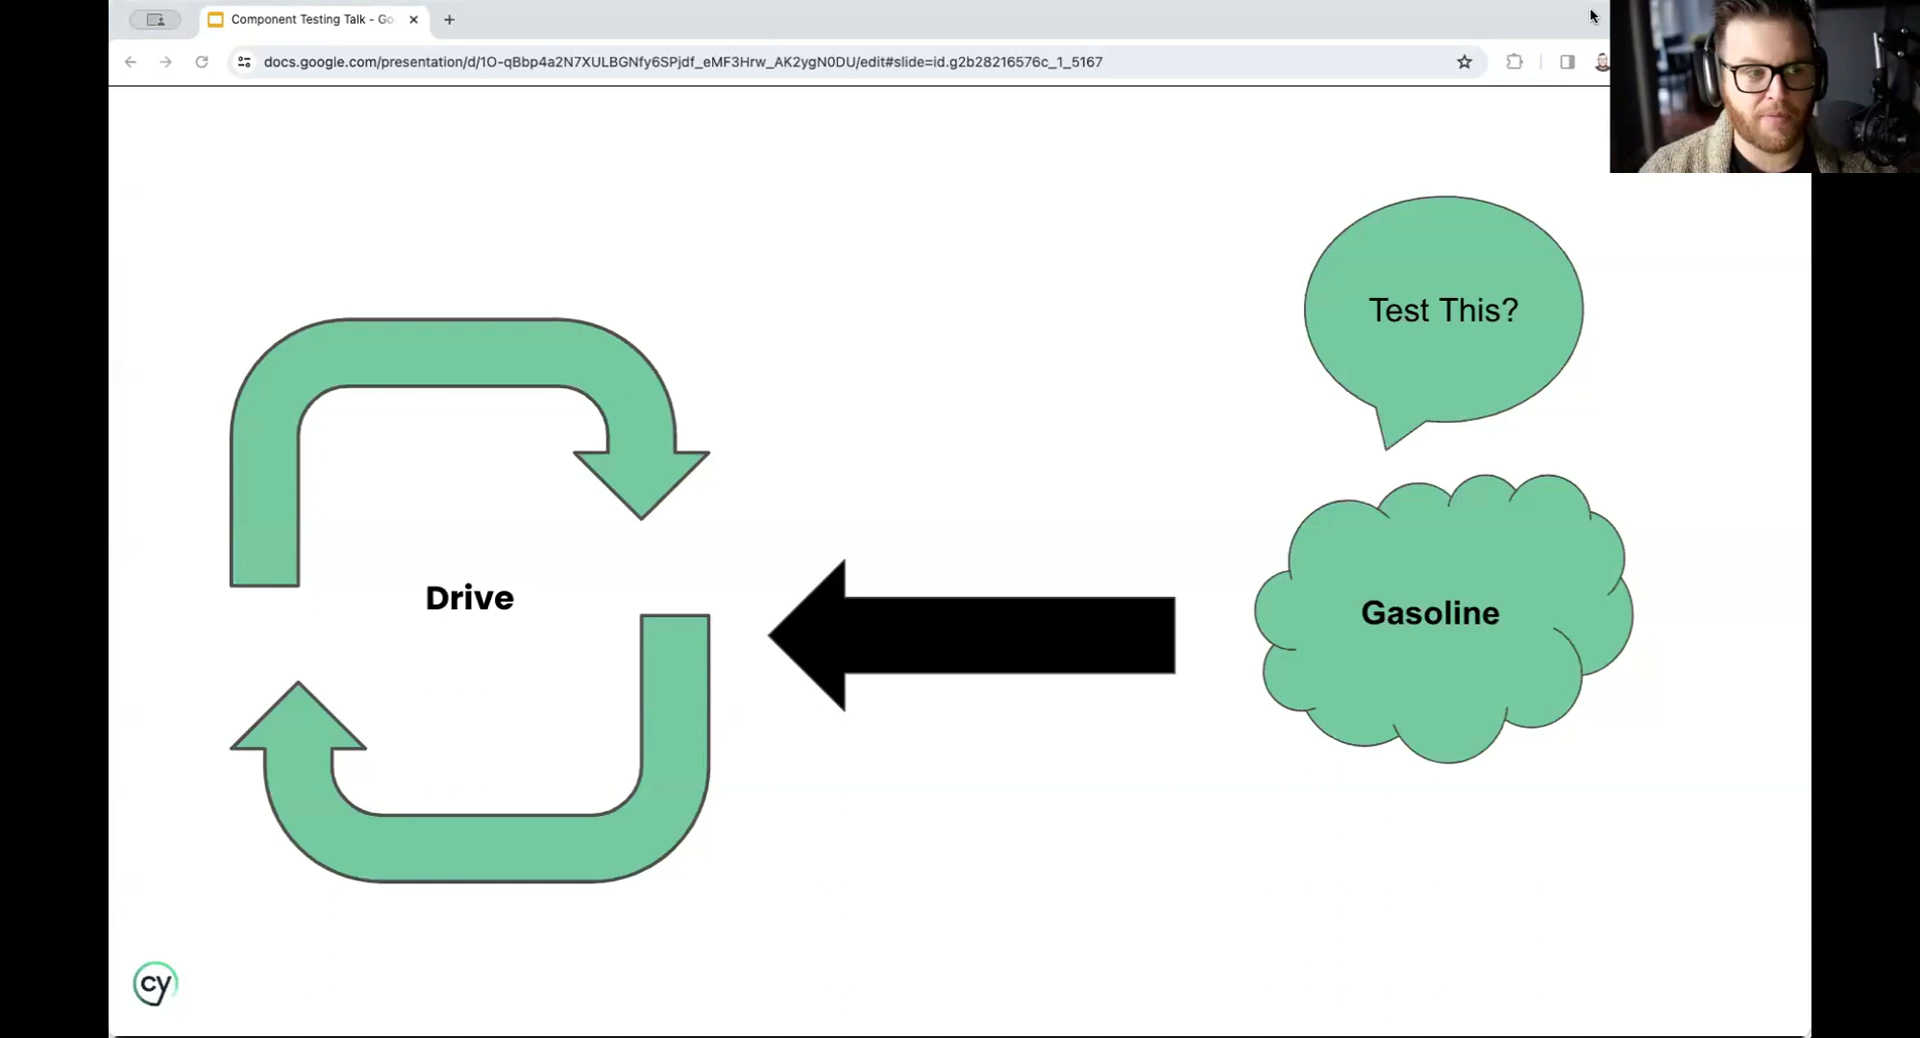 Component Testing Talk - Go
docs.google.com/presentation/d/1O-qBbp4a2N7XULBGNfy6SPjdf_eMF3Hrw_AK2ygN0DU/edit#slide=id.g2b28216576c_1_5167
Test This?
Drive
Gasoline
cy